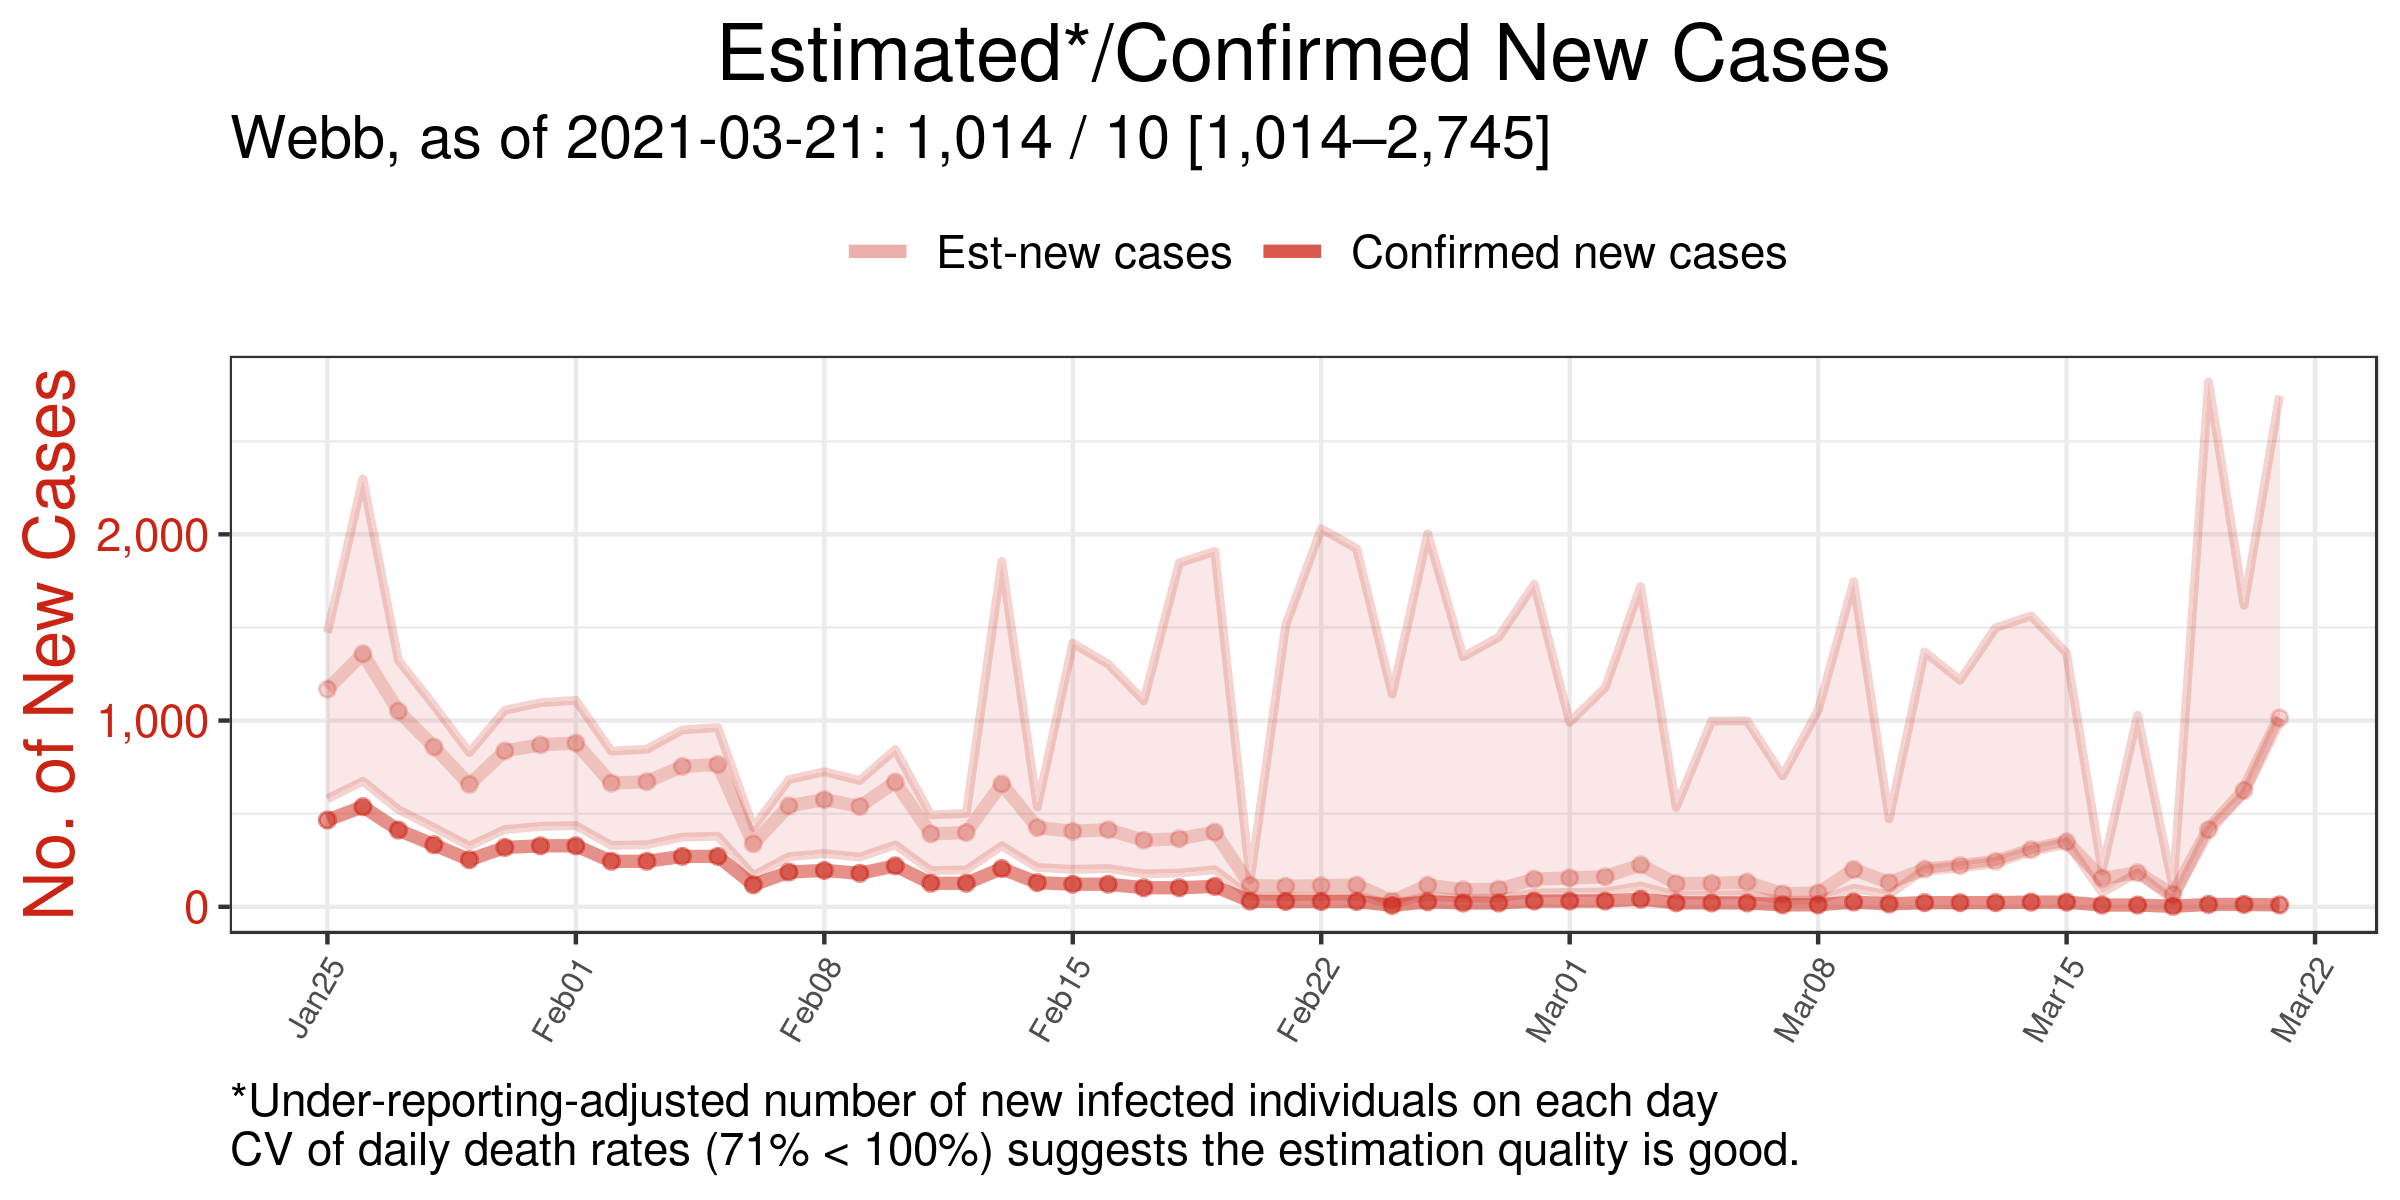 Estimated*/Confirmed New Cases
Webb, as of 2021-03-21: 1,014 / 10 [1,014–2,745]
Est-new cases
Confirmed new cases
No. of New Cases
2,000
1,000
0
Jan25
Feb01
Feb08
Feb15
Feb22
Mar01
Mar08
Mar15
Mar22
*Under-reporting-adjusted number of new infected individuals on each day
CV of daily death rates (71% < 100%) suggests the estimation quality is good.